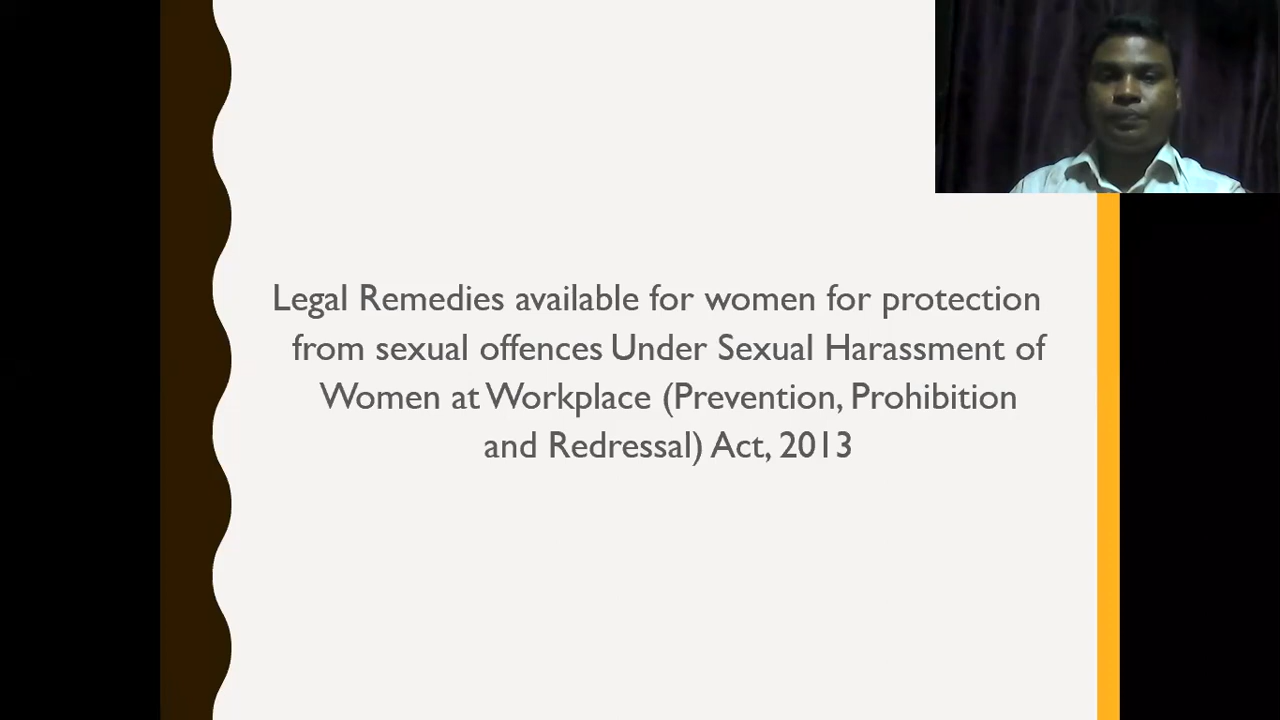 Legal Remedies available for women for protection
from sexual offences Under Sexual Harassment of
Women at Workplace (Prevention, Prohibition
and Redressal) Act, 2013